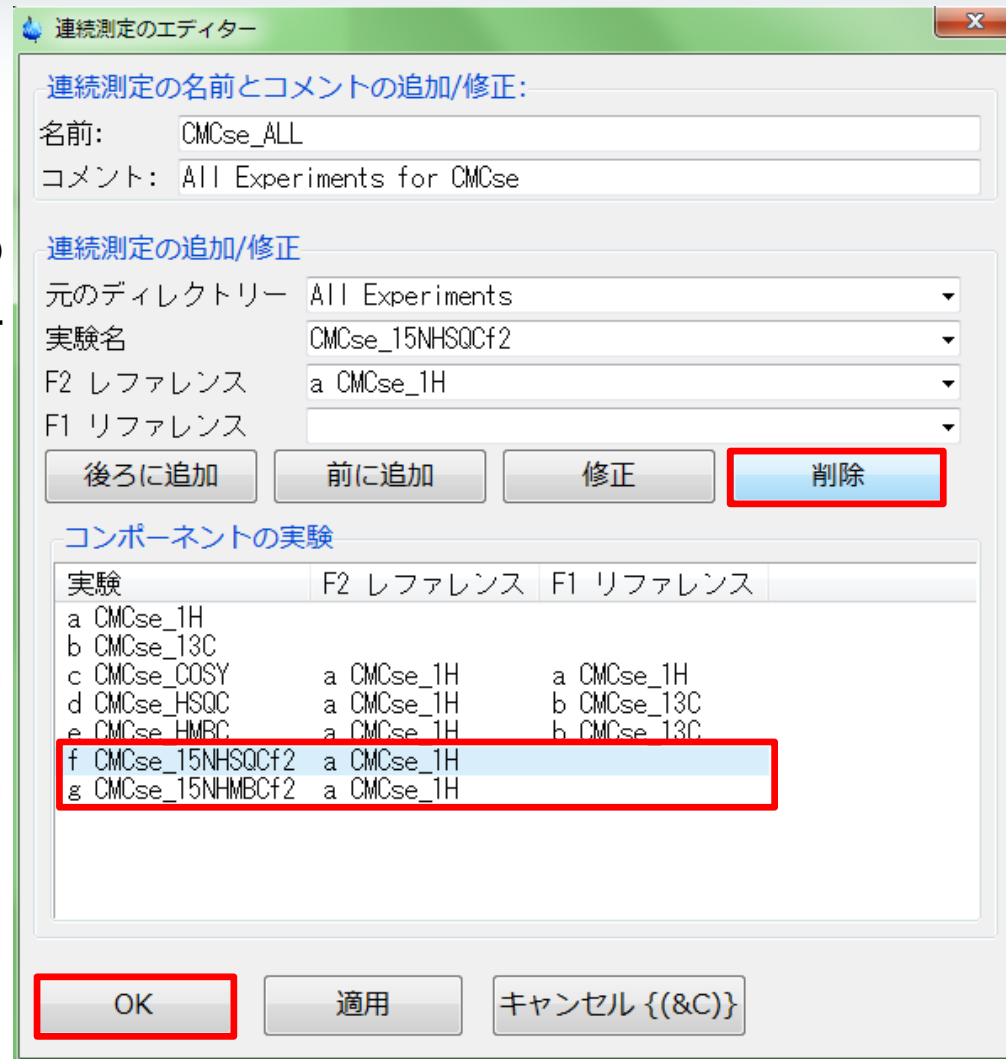 連続測定のエディター
連続測定の名前とコメントの追加/修正:
名前: CMCse_ALL
コメント: All Experiments for CMCse
連続測定の追加/修正
元のディレクトリー All Experiments
実験名 CMCse_15NHSQCf2
F2 レファレンス a CMCse_1H
F1 リファレンス
後ろに追加 前に追加 修正 削除
コンポーネントの実験
実験 F2 レファレンス F1 リファレンス
a CMCse_1H
b CMCse_13C
c CMCse_COSY a CMCse_1H a CMCse_1H
d CMCse_HSQC a CMCse_1H b CMCse_13C
e CMCse_HMBC a CMCse_1H b CMCse_13C
f CMCse_15NHSQCf2 a CMCse_1H
g CMCse_15NHMBCf2 a CMCse_1H
OK 適用 キャンセル {(&C)}